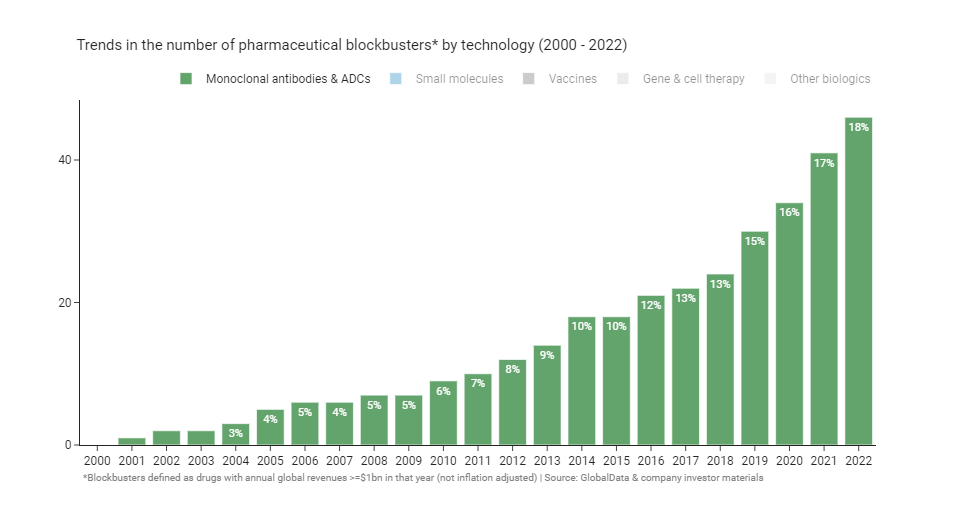 Trends in the number of pharmaceutical blockbusters* by technology (2000 - 2022)
Monoclonal antibodies & ADCs Small molecules Vaccines Gene & cell therapy Other biologics
40
20
0
3% 4% 5% 4% 5% 5% 6% 7% 8% 9% 10% 10% 12% 13% 13% 15% 16% 17% 18%
2000 2001 2002 2003 2004 2005 2006 2007 2008 2009 2010 2011 2012 2013 2014 2015 2016 2017 2018 2019 2020 2021 2022
*Blockbusters defined as drugs with annual global revenues >=$1bn in that year (not inflation adjusted) | Source: GlobalData & company investor materials